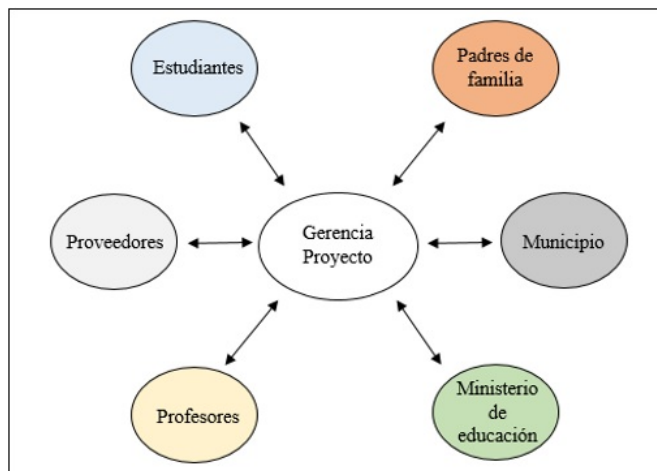 Estudiantes
Padres de
familia
Proveedores
Gerencia
Proyecto
Municipio
Profesores
Ministerio
de
educación